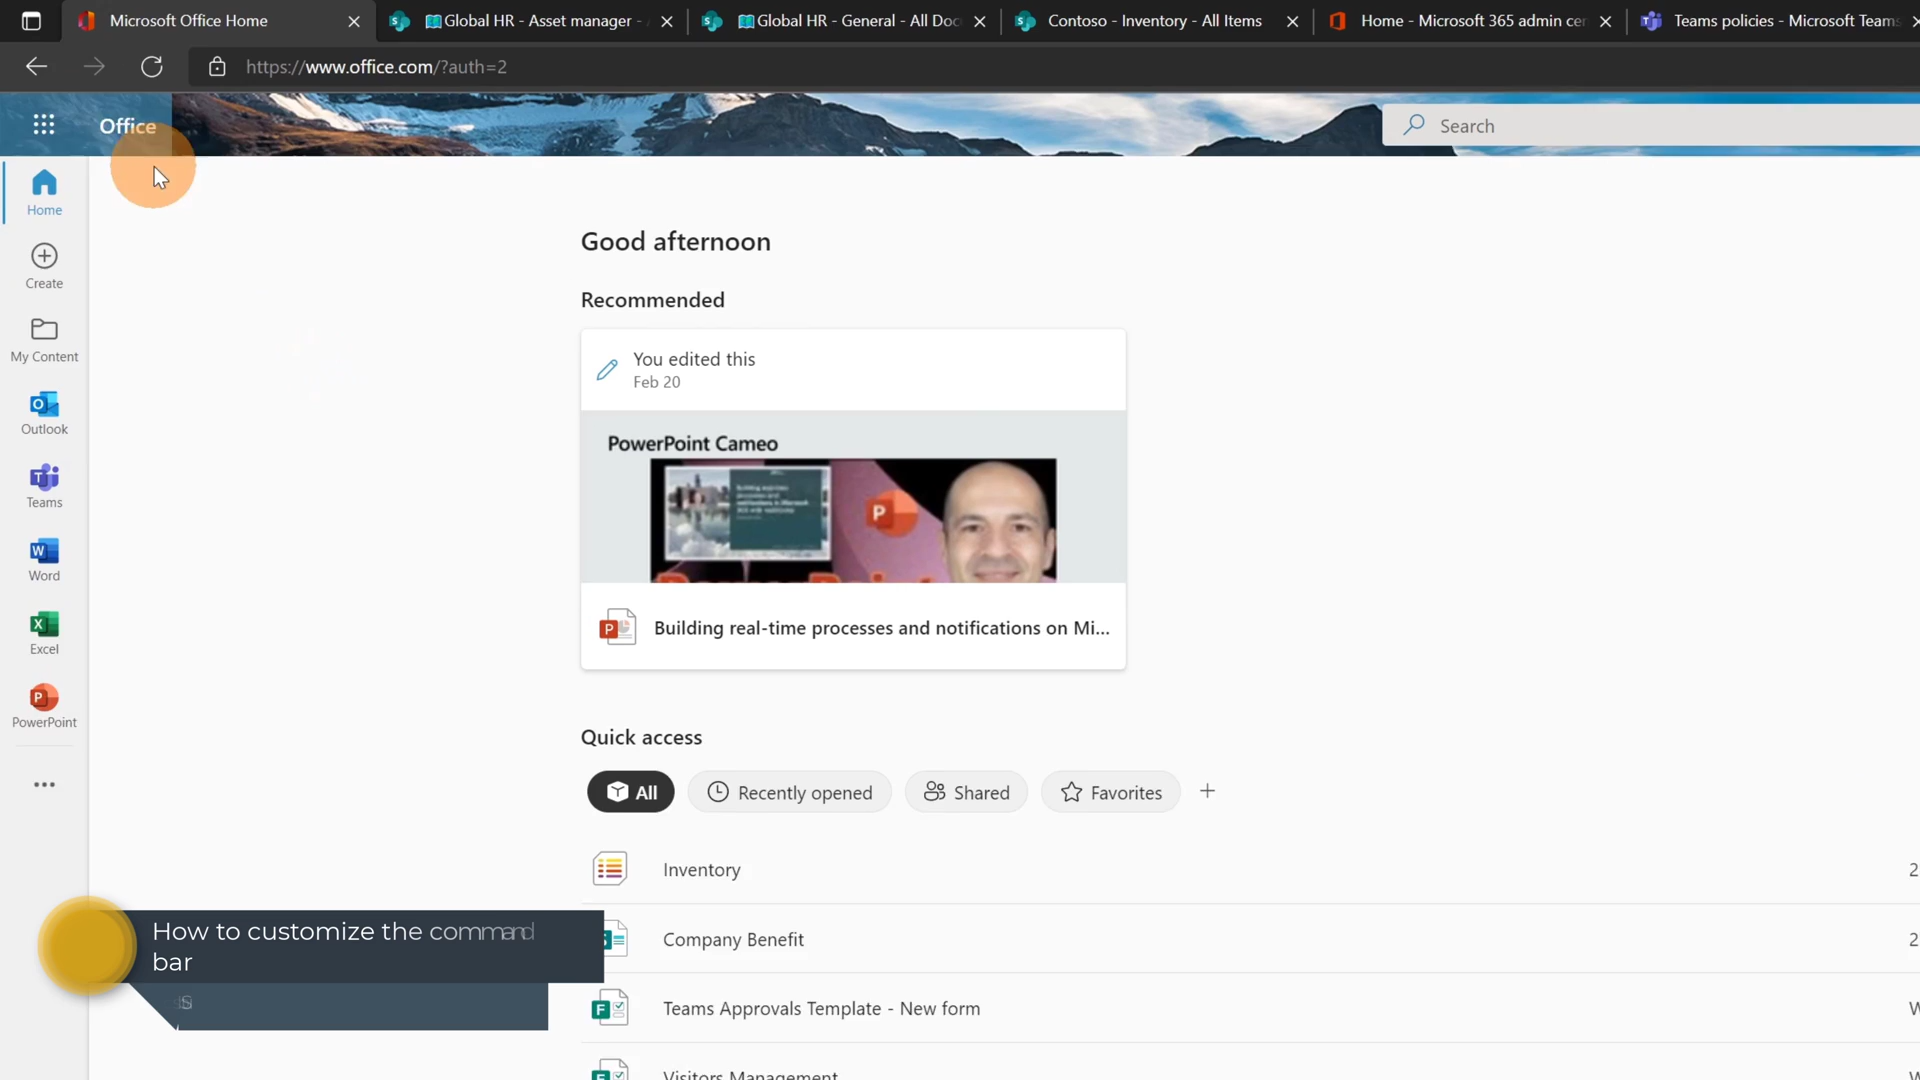 Microsoft Office Home
Global HR - Asset manager -
Global HR - General - All Doc
Contoso - Inventory - All Items
Home - Microsoft 365 admin cen
Teams policies - Microsoft Teams
https://www.office.com/?auth=2
Office
Search
Home
Create
My Content
Outlook
Teams
Word
Excel
PowerPoint
Good afternoon
Recommended
You edited this
Feb 20
PowerPoint Cameo
Building real-time processes and notifications on Mi...
Quick access
All
Recently opened
Shared
Favorites
Inventory
2
Company Benefit
2
Teams Approvals Template - New form
W
Visitors Management
W
How to customize the command
bar